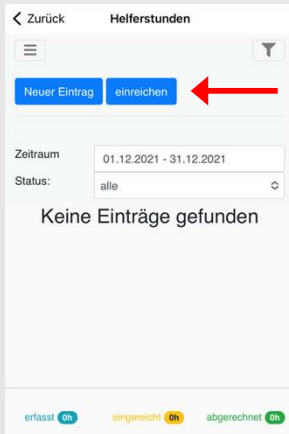 Zurück Helferstunden
Neuer Eintrag einreichen
Zeitraum 01.12.2021 - 31.12.2021
Status: alle
Keine Einträge gefunden
erfasst 0h eingereicht 0h abgerechnet 0h